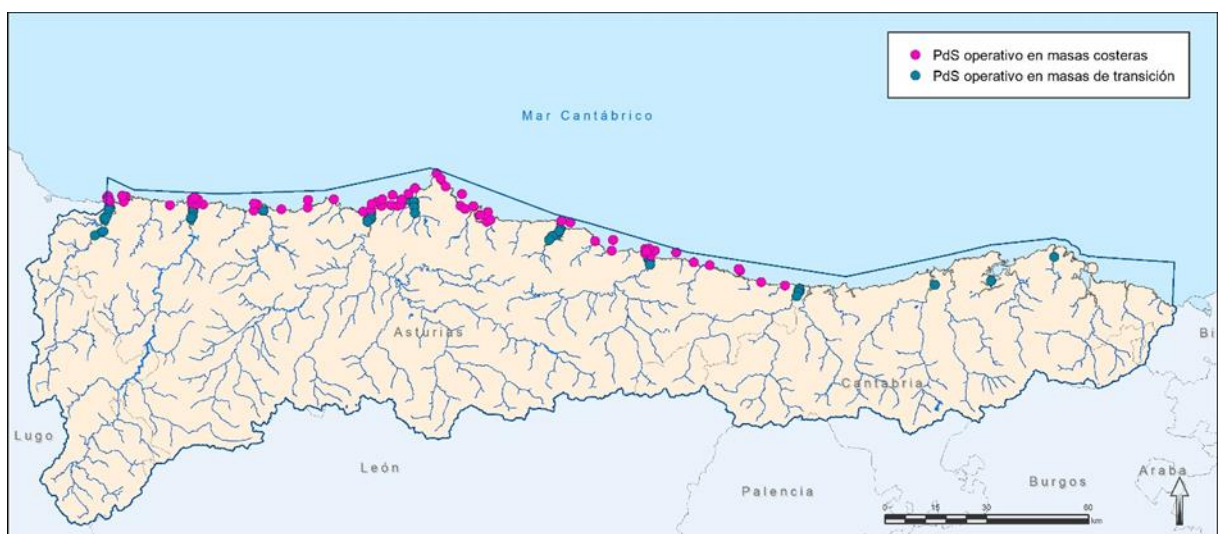 PdS operativo en masas costeras
PdS operativo en masas de transición
Mar Cantábrico
Asturias
Cantabria
Bi
Lugo
León
Palencia
Burgos
Araba
0 15 30 60
km